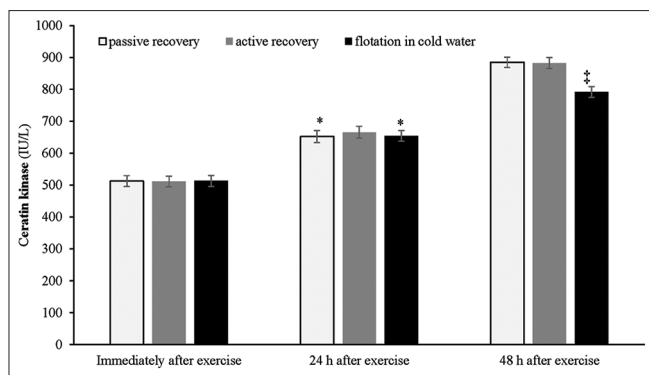 1000
passive recovery
active recovery
flotation in cold water
900
‡
800
700
*
*
600
500
400
300
200
100
0
Ceratin kinase (IU/L)
Immediately after exercise
24 h after exercise
48 h after exercise